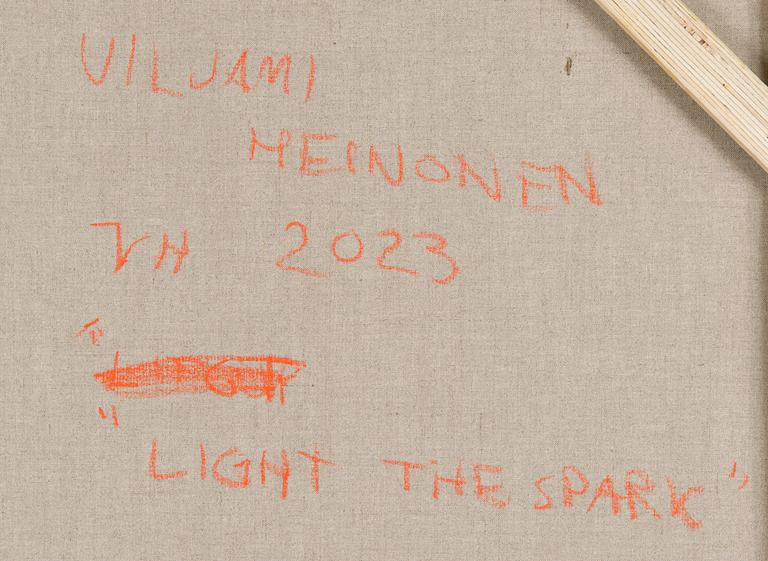 VILJAMI
HEINONEN
VH 2023
"
"
LIGHT THE SPARK"